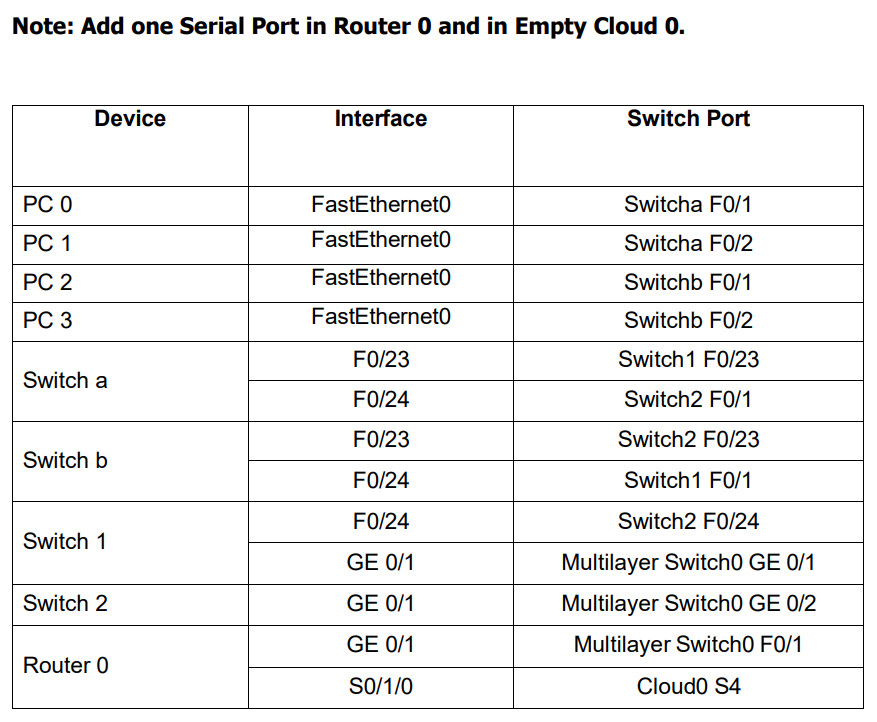 Note: Add one Serial Port in Router 0 and in Empty Cloud 0.
Device Interface Switch Port
PC 0 FastEthernet0 Switcha F0/1
PC 1 FastEthernet0 Switcha F0/2
PC 2 FastEthernet0 Switchb F0/1
PC 3 FastEthernet0 Switchb F0/2
Switch a F0/23 Switch1 F0/23
F0/24 Switch2 F0/1
Switch b F0/23 Switch2 F0/23
F0/24 Switch1 F0/1
Switch 1 F0/24 Switch2 F0/24
GE 0/1 Multilayer Switch0 GE 0/1
Switch 2 GE 0/1 Multilayer Switch0 GE 0/2
Router 0 GE 0/1 Multilayer Switch0 F0/1
S0/1/0 Cloud0 S4